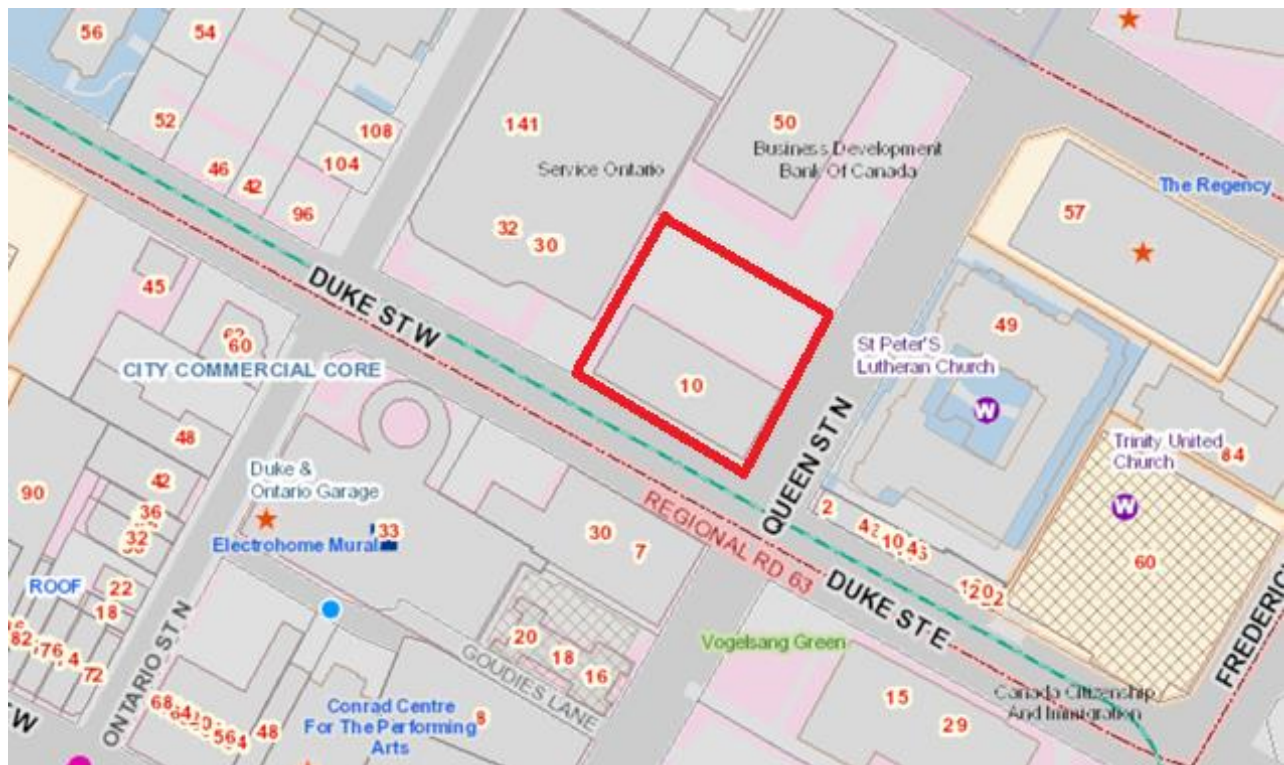 56
54
52
108
104
46
42
96
141
Service Ontario
32
30
50
Business Development
Bank Of Canada
The Regency
57
DUKE ST W
45
60
CITY COMMERCIAL CORE
10
49
St Peter'S
Lutheran Church
W
QUEEN ST N
Trinity United
Church
84
W
48
90
42
36
32
Duke &
Ontario Garage
Electrohome Mural
33
30
7
REGIONAL RD 63
2
60
DUKE ST E
FREDERICK
ROOF
22
18
76
72
ONTARIO ST N
20
18
16
GOUDIES LANE
Vogelsang Green
15
29
Canada Citizenship
And Immigration
68
56
48
Conrad Centre
For The Performing
Arts
8